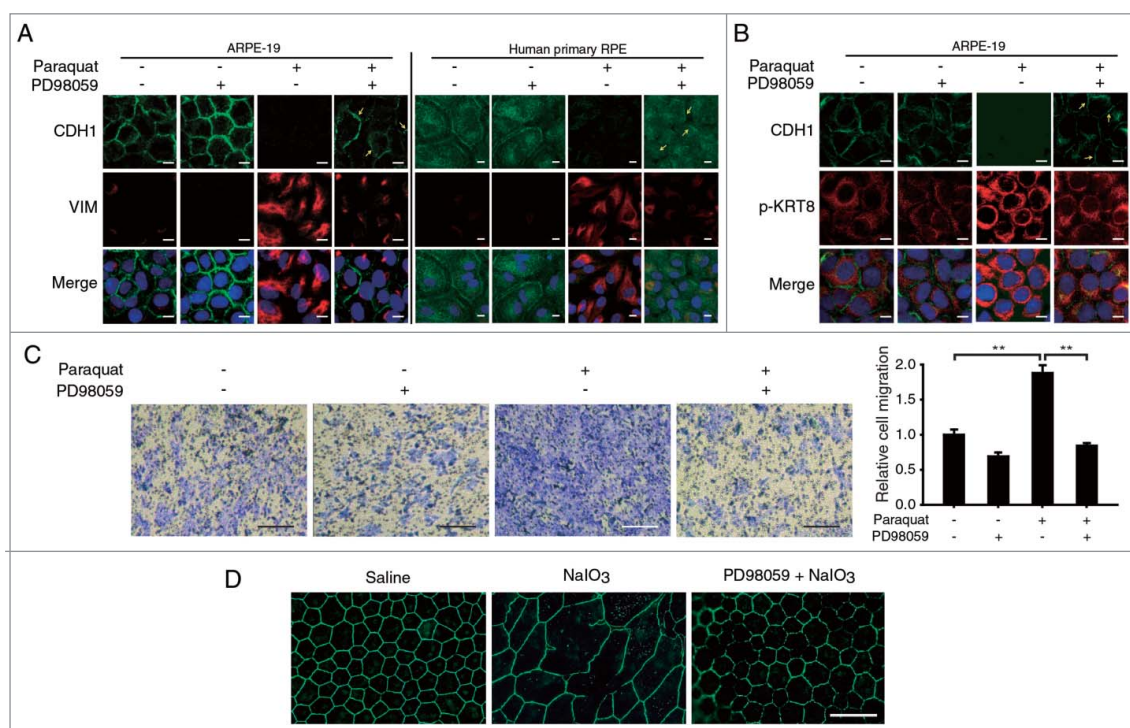 A
ARPE-19
Human primary RPE
Paraquat - - + + - - + +
PD98059 - + - + - + - +
CDH1
VIM
Merge
B
ARPE-19
Paraquat - - + +
PD98059 - + - +
CDH1
p-KRT8
Merge
C
Paraquat - - + +
PD98059 - + - +
Relative cell migration
2.0
1.5
1.0
0.5
0.0
** **
Paraquat - - + +
PD98059 - + - +
D
Saline NaIO3 PD98059 + NaIO3